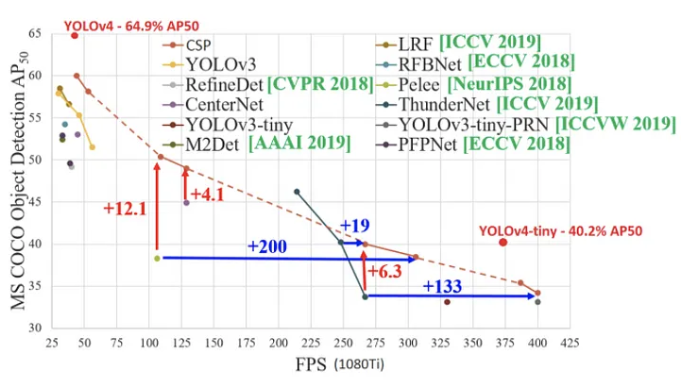 YOLOv4 - 64.9% AP50
MS COCO Object Detection AP50
65
60
55
50
45
40
35
30
CSP
LRF [ICCV 2019]
YOLOv3
RFBNet [ECCV 2018]
RefineDet [CVPR 2018]
Pelee [NeurIPS 2018]
CenterNet
ThunderNet [ICCV 2019]
YOLOv3-tiny
YOLOv3-tiny-PRN [ICCVW 2019]
M2Det [AAAI 2019]
PFPNet [ECCV 2018]
+4.1
+12.1
+19
YOLOv4-tiny - 40.2% AP50
+200
+6.3
+133
25 50 75 100 125 150 175 200 225 250 275 300 325 350 375 400 425
FPS (1080Ti)